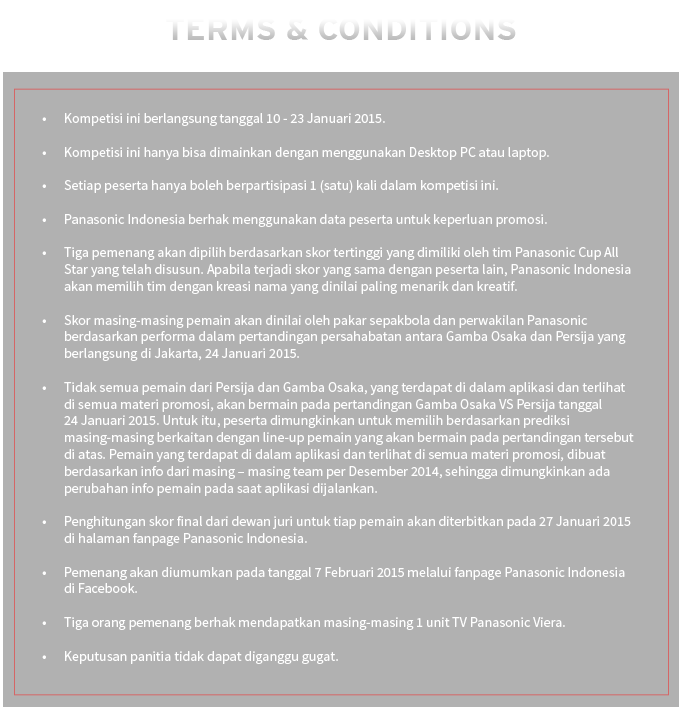 TERMS & CONDITIONS
• Kompetisi ini berlangsung tanggal 10 - 23 Januari 2015.
• Kompetisi ini hanya bisa dimainkan dengan menggunakan Desktop PC atau laptop.
• Setiap peserta hanya boleh berpartisipasi 1 (satu) kali dalam kompetisi ini.
• Panasonic Indonesia berhak menggunakan data peserta untuk keperluan promosi.
• Tiga pemenang akan dipilih berdasarkan skor tertinggi yang dimiliki oleh tim Panasonic Cup All
Star yang telah disusun. Apabila terjadi skor yang sama dengan peserta lain, Panasonic Indonesia
akan memilih tim dengan kreasi nama yang dinilai paling menarik dan kreatif.
• Skor masing-masing pemain akan dinilai oleh pakar sepakbola dan perwakilan Panasonic
berdasarkan performa dalam pertandingan persahabatan antara Gamba Osaka dan Persija yang
berlangsung di Jakarta, 24 Januari 2015.
• Tidak semua pemain dari Persija dan Gamba Osaka, yang terdapat di dalam aplikasi dan terlihat
di semua materi promosi, akan bermain pada pertandingan Gamba Osaka VS Persija tanggal
24 Januari 2015. Untuk itu, peserta dimungkinkan untuk memilih berdasarkan prediksi
masing-masing berkaitan dengan line-up pemain yang akan bermain pada pertandingan tersebut
di atas. Pemain yang terdapat di dalam aplikasi dan terlihat di semua materi promosi, dibuat
berdasarkan info dari masing – masing team per Desember 2014, sehingga dimungkinkan ada
perubahan info pemain pada saat aplikasi dijalankan.
• Penghitungan skor final dari dewan juri untuk tiap pemain akan diterbitkan pada 27 Januari 2015
di halaman fanpage Panasonic Indonesia.
• Pemenang akan diumumkan pada tanggal 7 Februari 2015 melalui fanpage Panasonic Indonesia
di Facebook.
• Tiga orang pemenang berhak mendapatkan masing-masing 1 unit TV Panasonic Viera.
• Keputusan panitia tidak dapat diganggu gugat.